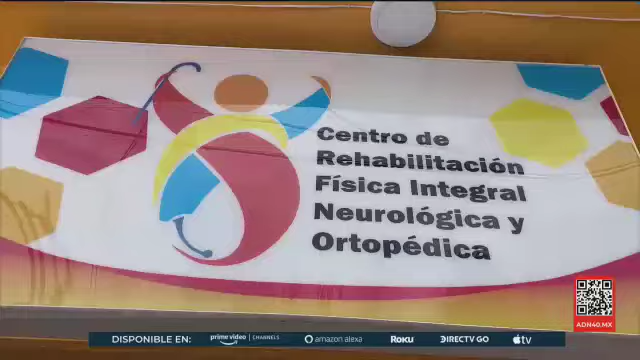 Centro de
Rehabilitación
Física Integral
Neurológica y
Ortopédica
ADN40.MX
DISPONIBLE EN: prime video | CHANNELS amazon alexa Roku DIRECTV GO tv